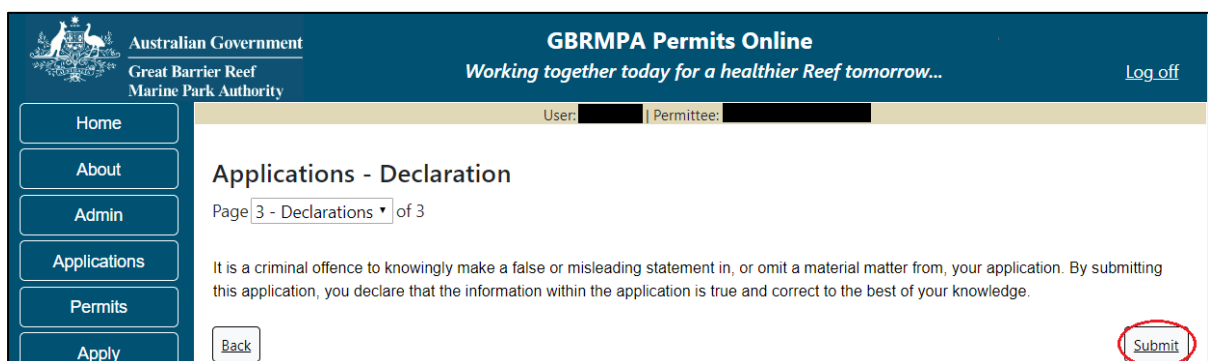 Australian Government
Great Barrier Reef
Marine Park Authority
GBRMPA Permits Online
Working together today for a healthier Reef tomorrow...
Log off
User: | Permittee:
Home
About
Admin
Applications
Permits
Apply
Applications - Declaration
Page 3 - Declarations of 3
It is a criminal offence to knowingly make a false or misleading statement in, or omit a material matter from, your application. By submitting
this application, you declare that the information within the application is true and correct to the best of your knowledge.
Back
Submit